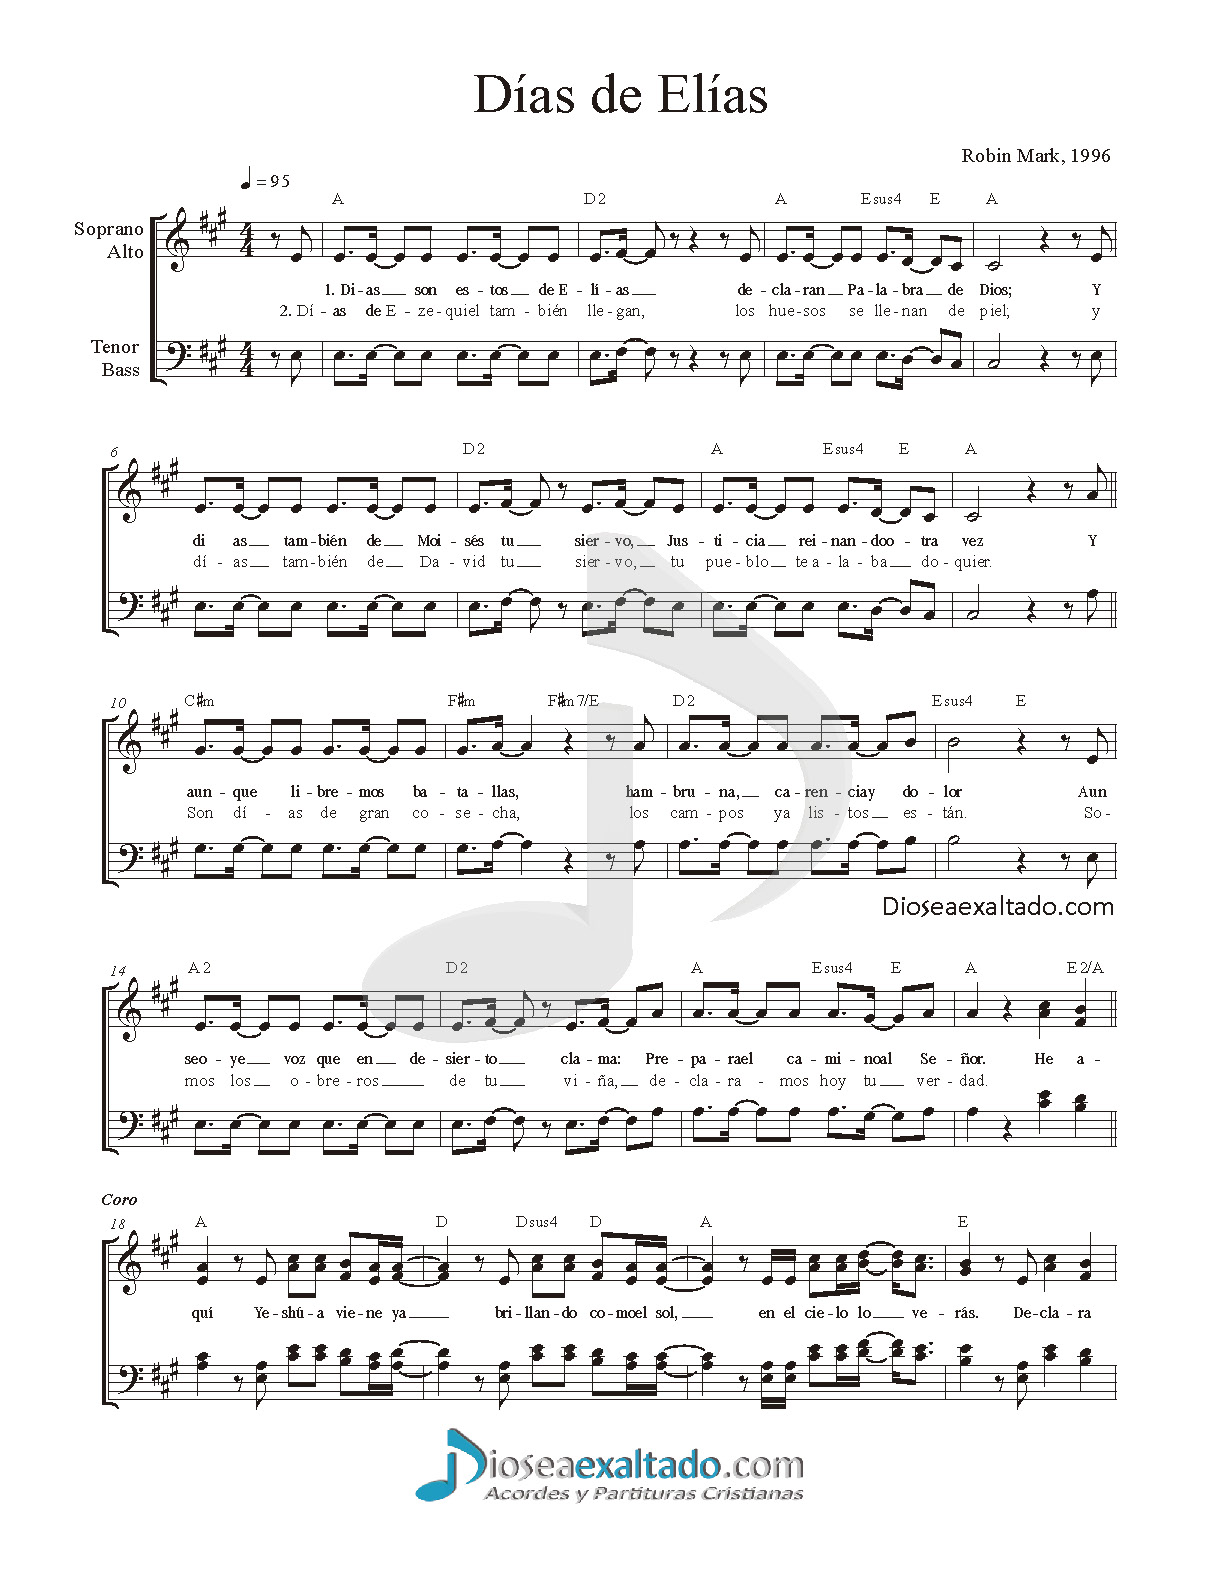 Días de Elías
Robin Mark, 1996
= 95
A D2 A Esus4 E A
Soprano
Alto
1. Di - as son es - tos de E - lí - as de - cla - ran Pa - la - bra de Dios; Y
2. Dí - as de E - ze - quiel tam - bién lle - gan, los hue - sos se lle - nan de piel; y
Tenor
Bass
6 D2 A Esus4 E A
di as tam - bién de Moi - sés tu sier - vo, Jus - ti - cia rei - nan - doo - tra vez Y
dí - as tam - bién de Da - vid tu sier - vo, tu pue - blo te a - la - ba do - quier.
10 C#m F#m F#m7/E D2 Esus4 E
aun - que li - bre - mos ba - ta - llas, ham - bru - na, ca - ren - ciay do - lor Aun
Son dí - as de gran co - se - cha, los cam - pos ya lis - tos es - tán. So -
Dioseaexaltado.com
14 A2 D2 A Esus4 E A E2/A
seo - ye voz que en de - sier - to cla - ma: Pre - pa - rael ca - mi - noal Se - ñor. He a -
mos los o - bre - ros de tu vi - ña, de - cla - ra - mos hoy tu ver - dad.
Coro
18 A D Dsus4 D A E
quí Ye - shú - a vie - ne ya bri - llan - do co - moel sol, en el cie - lo lo ve - rás. De - cla - ra
Dioseaexaltado.com
Acordes y Partituras Cristianas